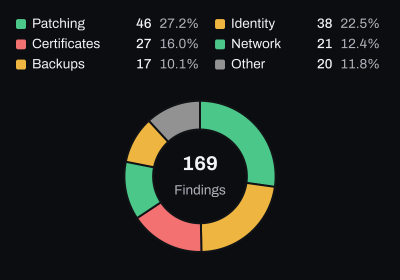 Patching 46 27.2% Identity 38 22.5%
Certificates 27 16.0% Network 21 12.4%
Backups 17 10.1% Other 20 11.8%
169
Findings